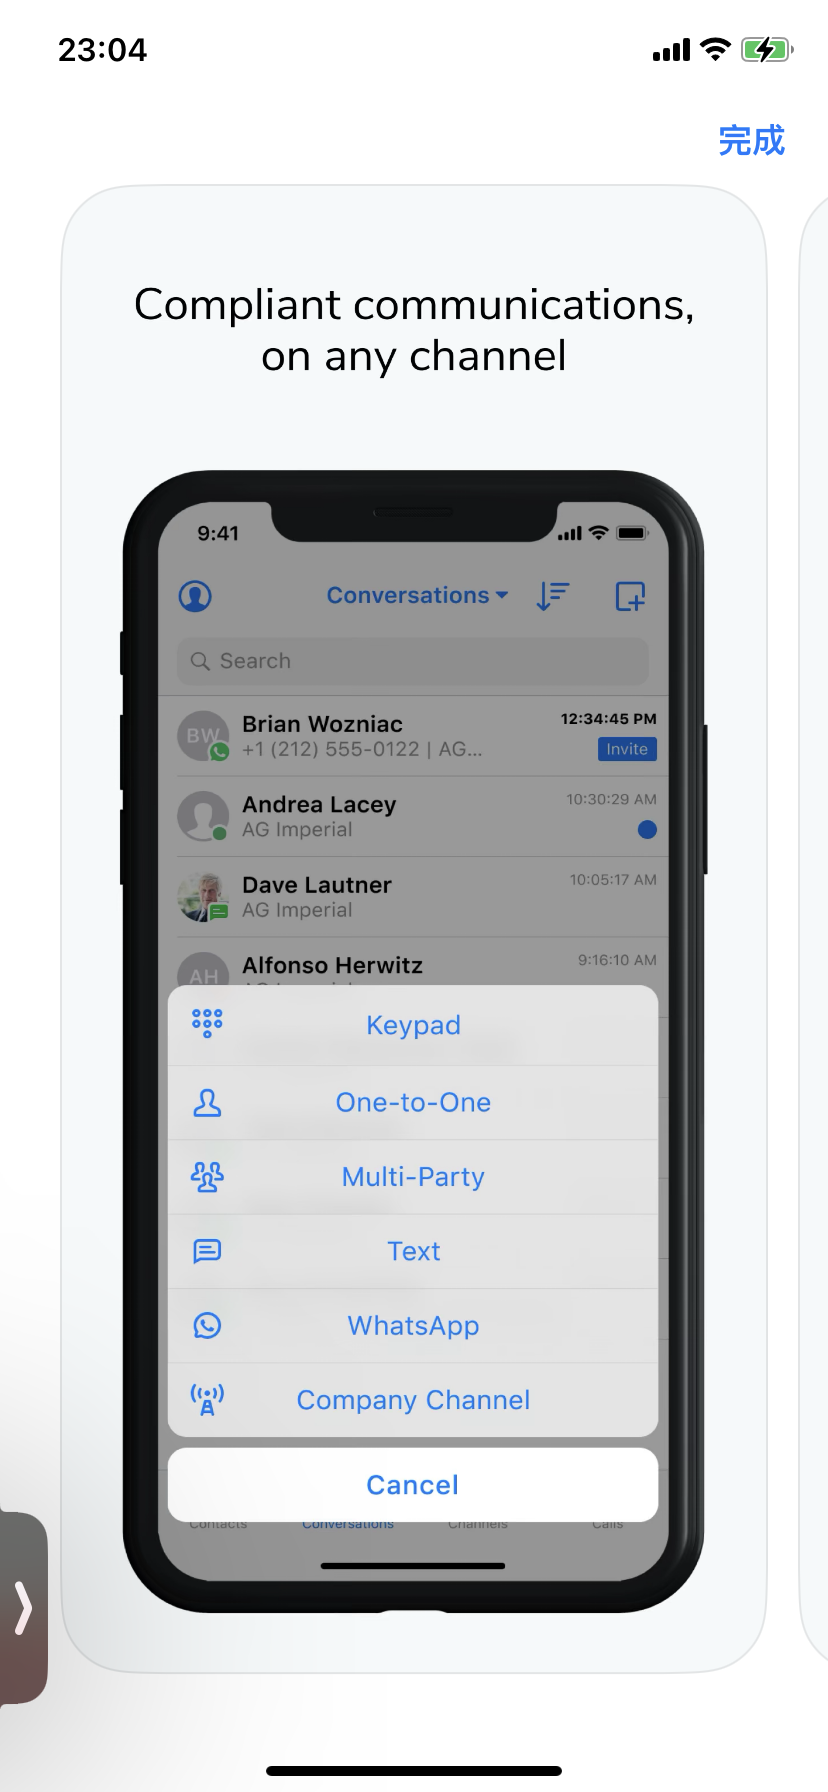 23:04
完成
Compliant communications,
on any channel
9:41
Conversations
Search
BW
Brian Wozniac
12:34:45 PM
+1 (212) 555-0122 | AG...
Invite
Andrea Lacey
10:30:29 AM
AG Imperial
Dave Lautner
10:05:17 AM
AG Imperial
AH
Alfonso Herwitz
9:16:10 AM
Keypad
One-to-One
Multi-Party
Text
WhatsApp
Company Channel
Cancel
Contacts
Conversations
Channels
Calls